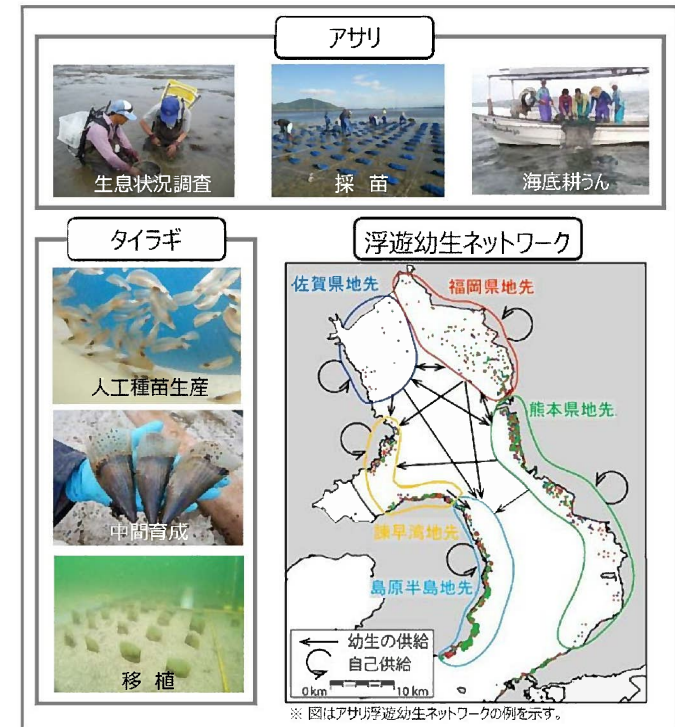 アサリ
生息状況調査
採 苗
海底耕うん
タイラギ
人工種苗生産
中間育成
移 植
浮遊幼生ネットワーク
佐賀県地先
福岡県地先
熊本県地先
諫早湾地先
島原半島地先
幼生の供給
自己供給
0km 10 km
※ 図はアサリ浮遊幼生ネットワークの例を示す。